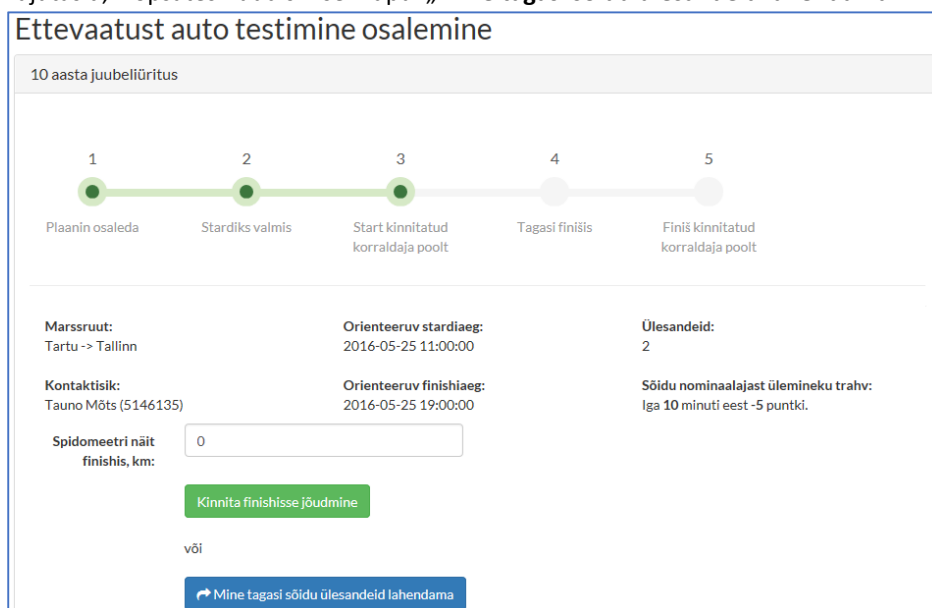 Ettevaatust auto testimine osalemine
10 aasta juubeliüritus
1 2 3 4 5
Plaanin osaleda Stardiks valmis Start kinnitatud korraldaja poolt Tagasi finišis Finiš kinnitatud korraldaja poolt
Marssruut: Orienteeruv stardiaeg: Ülesandeid:
Tartu -> Tallinn 2016-05-25 11:00:00 2
Kontaktisik: Orienteeruv finishiaeg: Sõidu nominaalajast ülemineku trahv:
Tauno Mõts (5146135) 2016-05-25 19:00:00 Iga 10 minuti eest -5 puntki.
Spidomeetri näit finishis, km: 0
Kinnita finishisse jõudmine
või
Mine tagasi sõidu ülesandeid lahendama